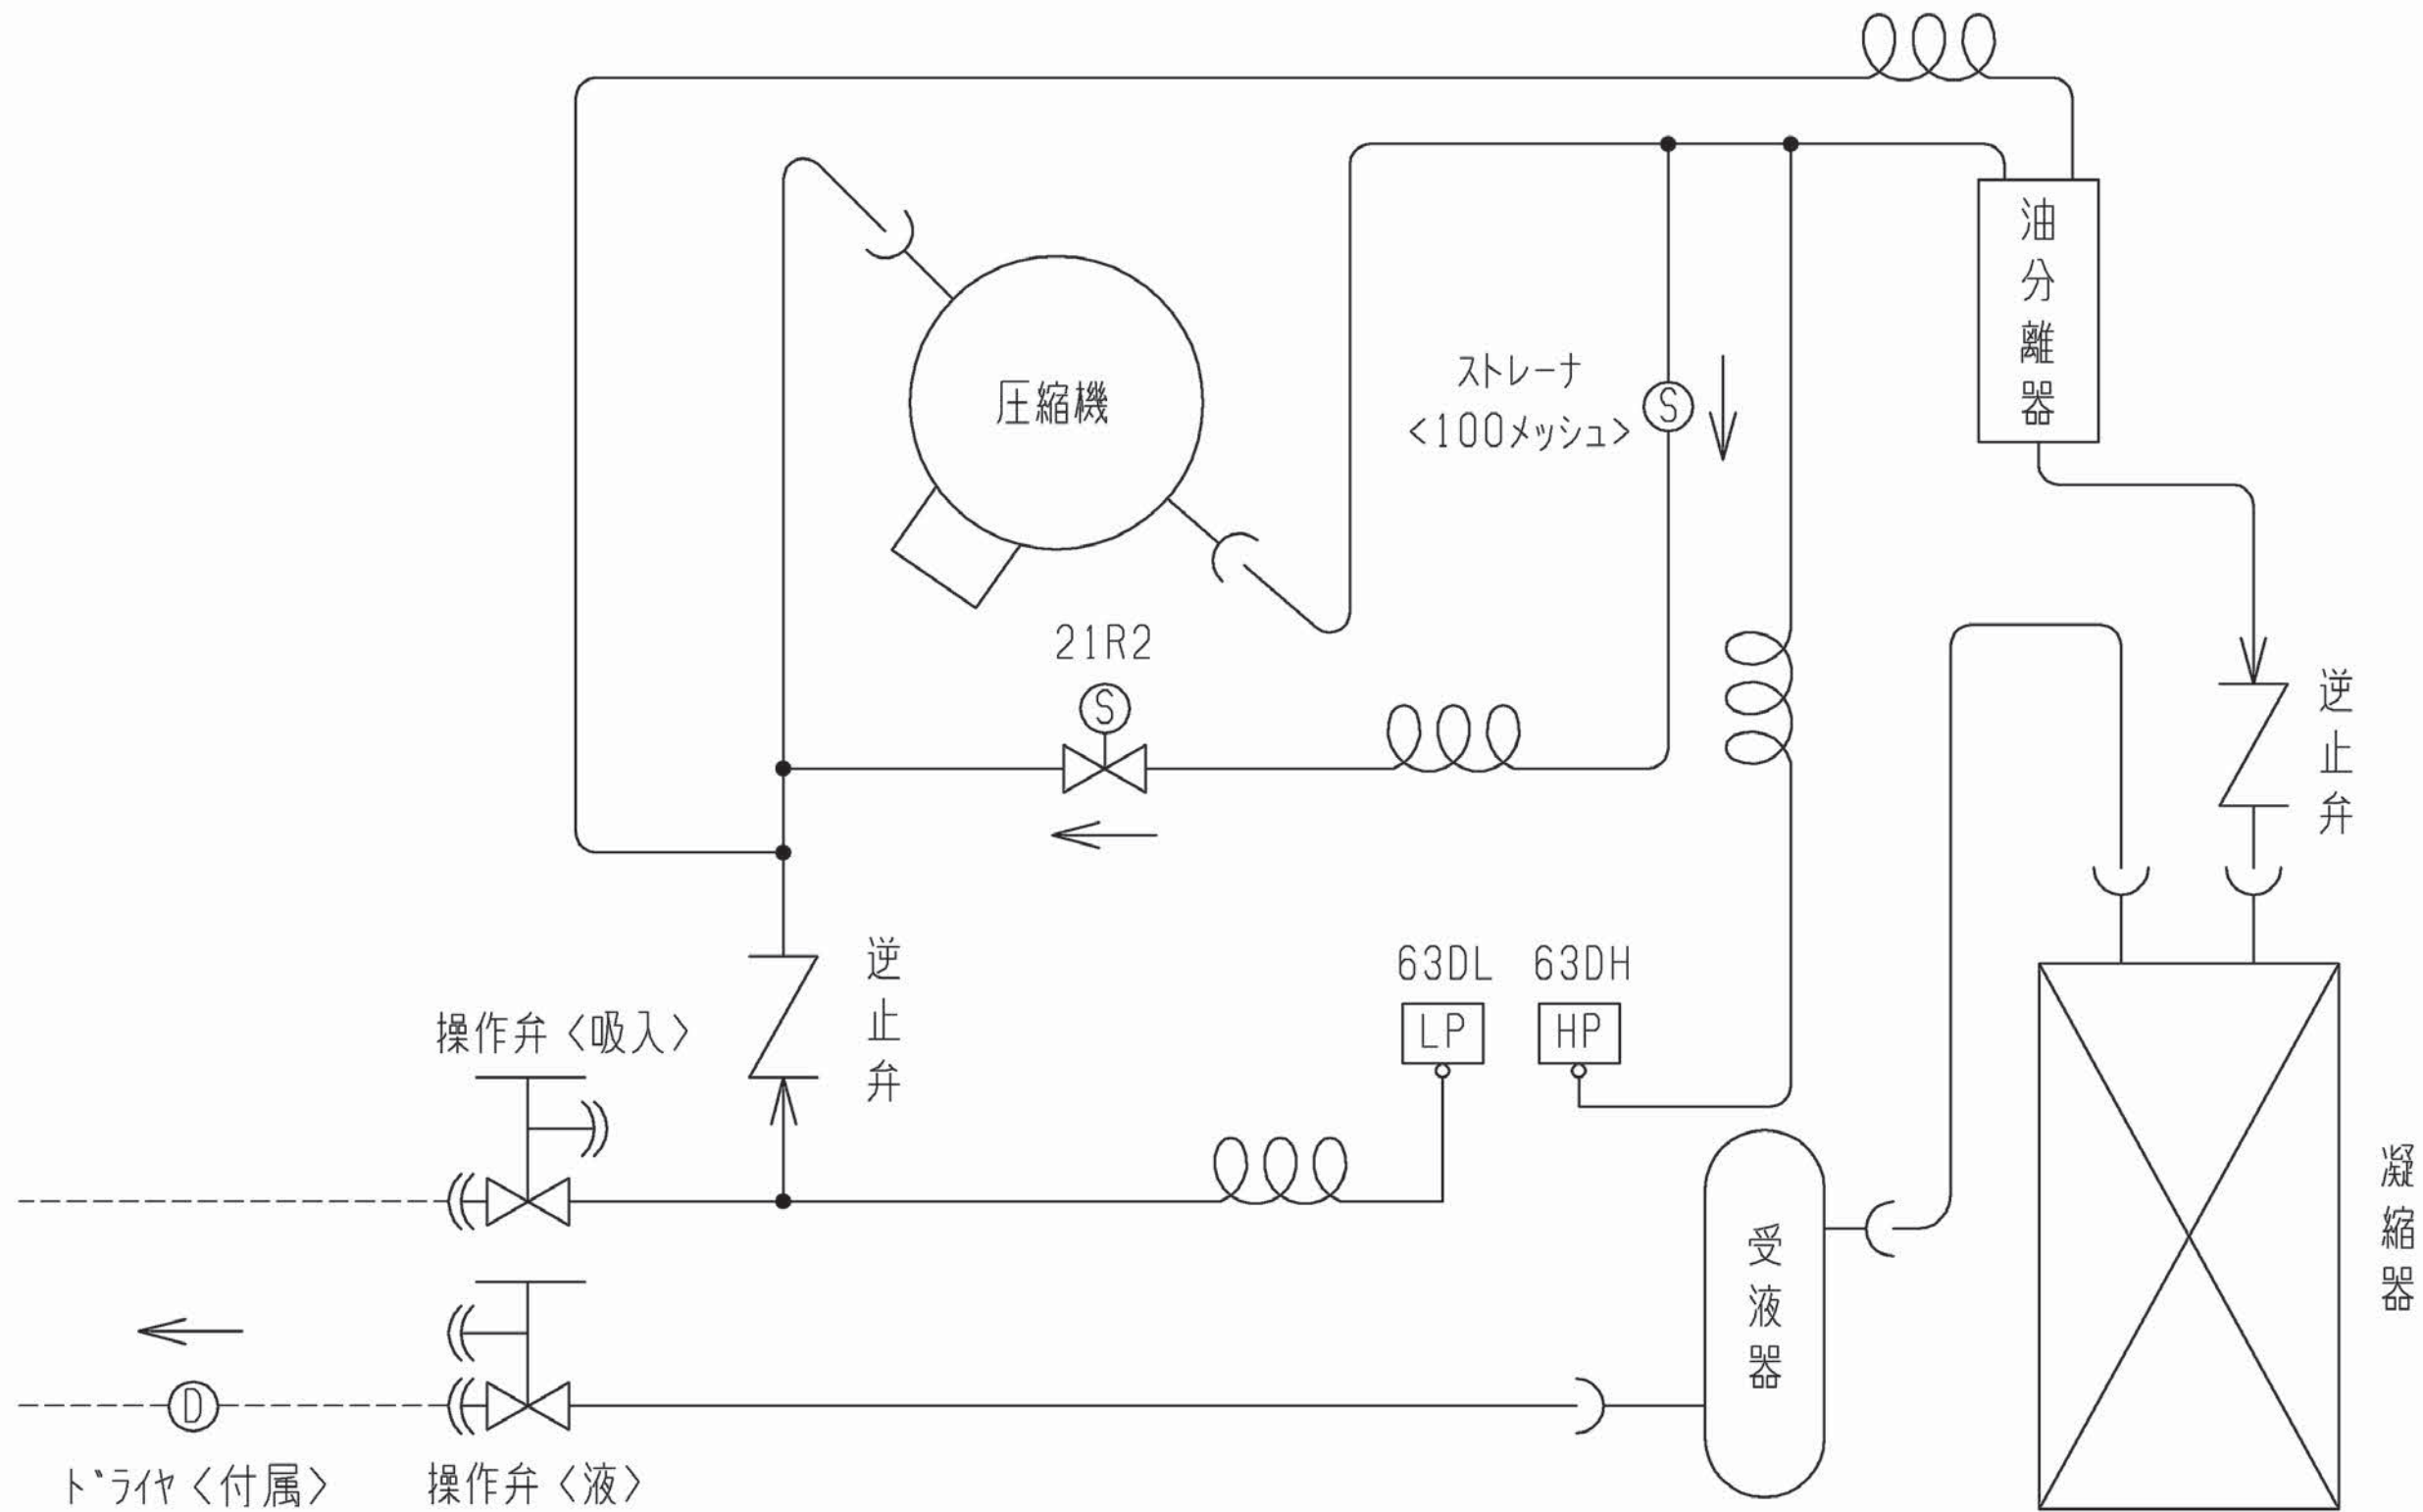 油分離器
圧縮機
ストレーナ
<100メッシュ>
S
21R2
S
逆止弁
逆止弁
63DL
63DH
LP
HP
操作弁<吸入>
凝縮器
受液器
D
ドライヤ<付属>
操作弁<液>